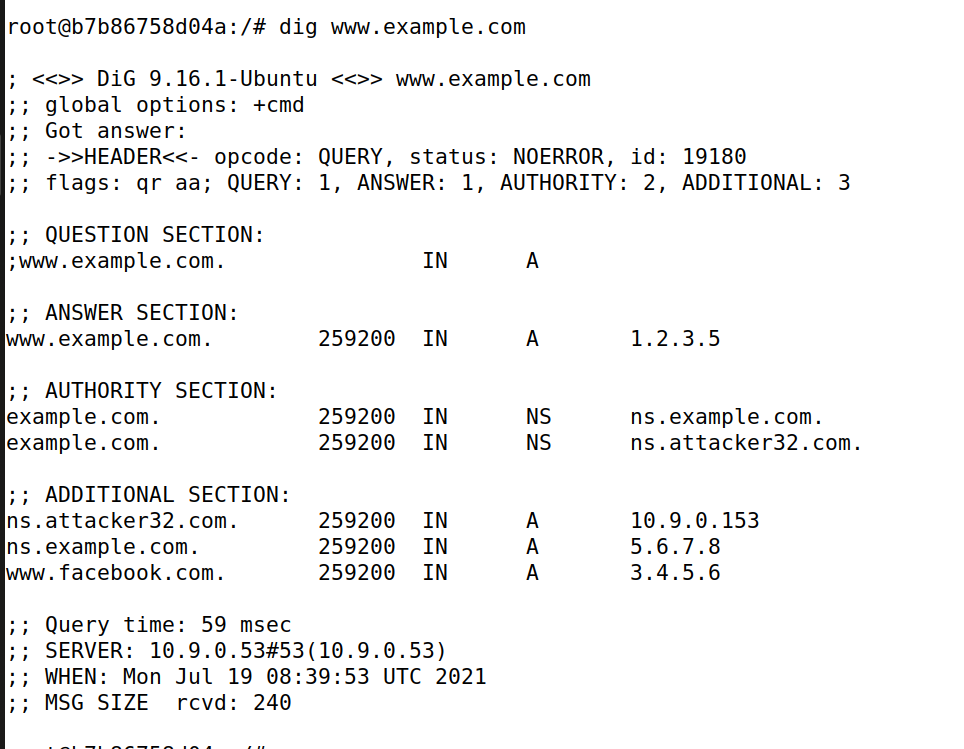 root@b7b86758d04a:/# dig www.example.com
; <<>> DiG 9.16.1-Ubuntu <<>> www.example.com
;; global options: +cmd
;; Got answer:
;; ->>HEADER<<- opcode: QUERY, status: NOERROR, id: 19180
;; flags: qr aa; QUERY: 1, ANSWER: 1, AUTHORITY: 2, ADDITIONAL: 3
;; QUESTION SECTION:
;www.example.com. IN A
;; ANSWER SECTION:
www.example.com. 259200 IN A 1.2.3.5
;; AUTHORITY SECTION:
example.com. 259200 IN NS ns.example.com.
example.com. 259200 IN NS ns.attacker32.com.
;; ADDITIONAL SECTION:
ns.attacker32.com. 259200 IN A 10.9.0.153
ns.example.com. 259200 IN A 5.6.7.8
www.facebook.com. 259200 IN A 3.4.5.6
;; Query time: 59 msec
;; SERVER: 10.9.0.53#53(10.9.0.53)
;; WHEN: Mon Jul 19 08:39:53 UTC 2021
;; MSG SIZE  rcvd: 240